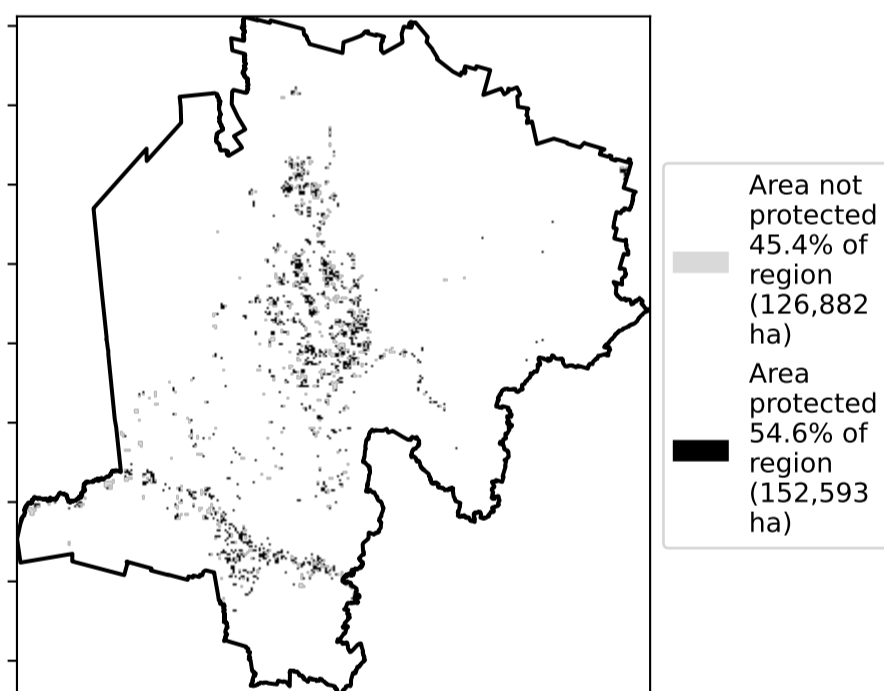 Area not
protected
45.4% of
region
(126,882
ha)
Area
protected
54.6% of
region
(152,593
ha)